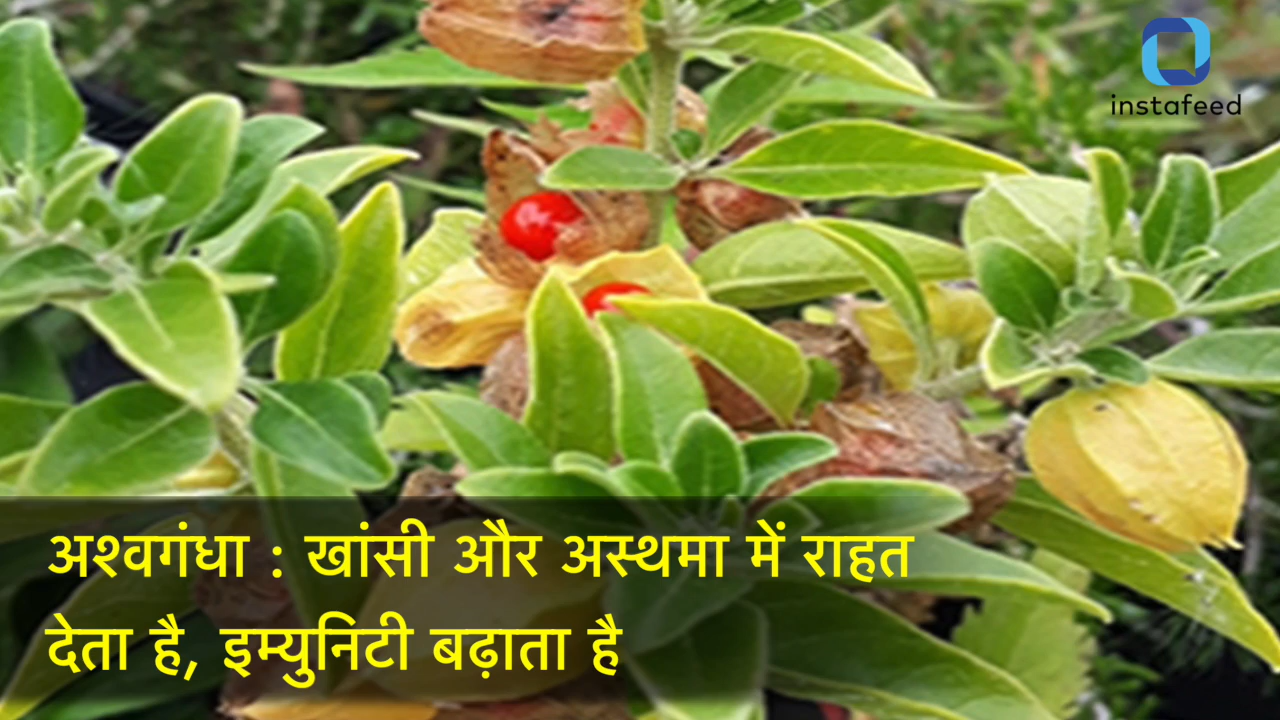 instafeed
अश्वगंधा : खांसी और अस्थमा में राहत
देता है, इम्युनिटी बढ़ाता है